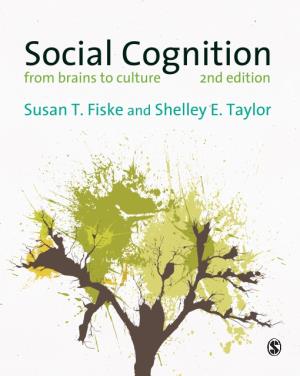 Social Cognition
from brains to culture 2nd edition
Susan T. Fiske and Shelley E. Taylor
S